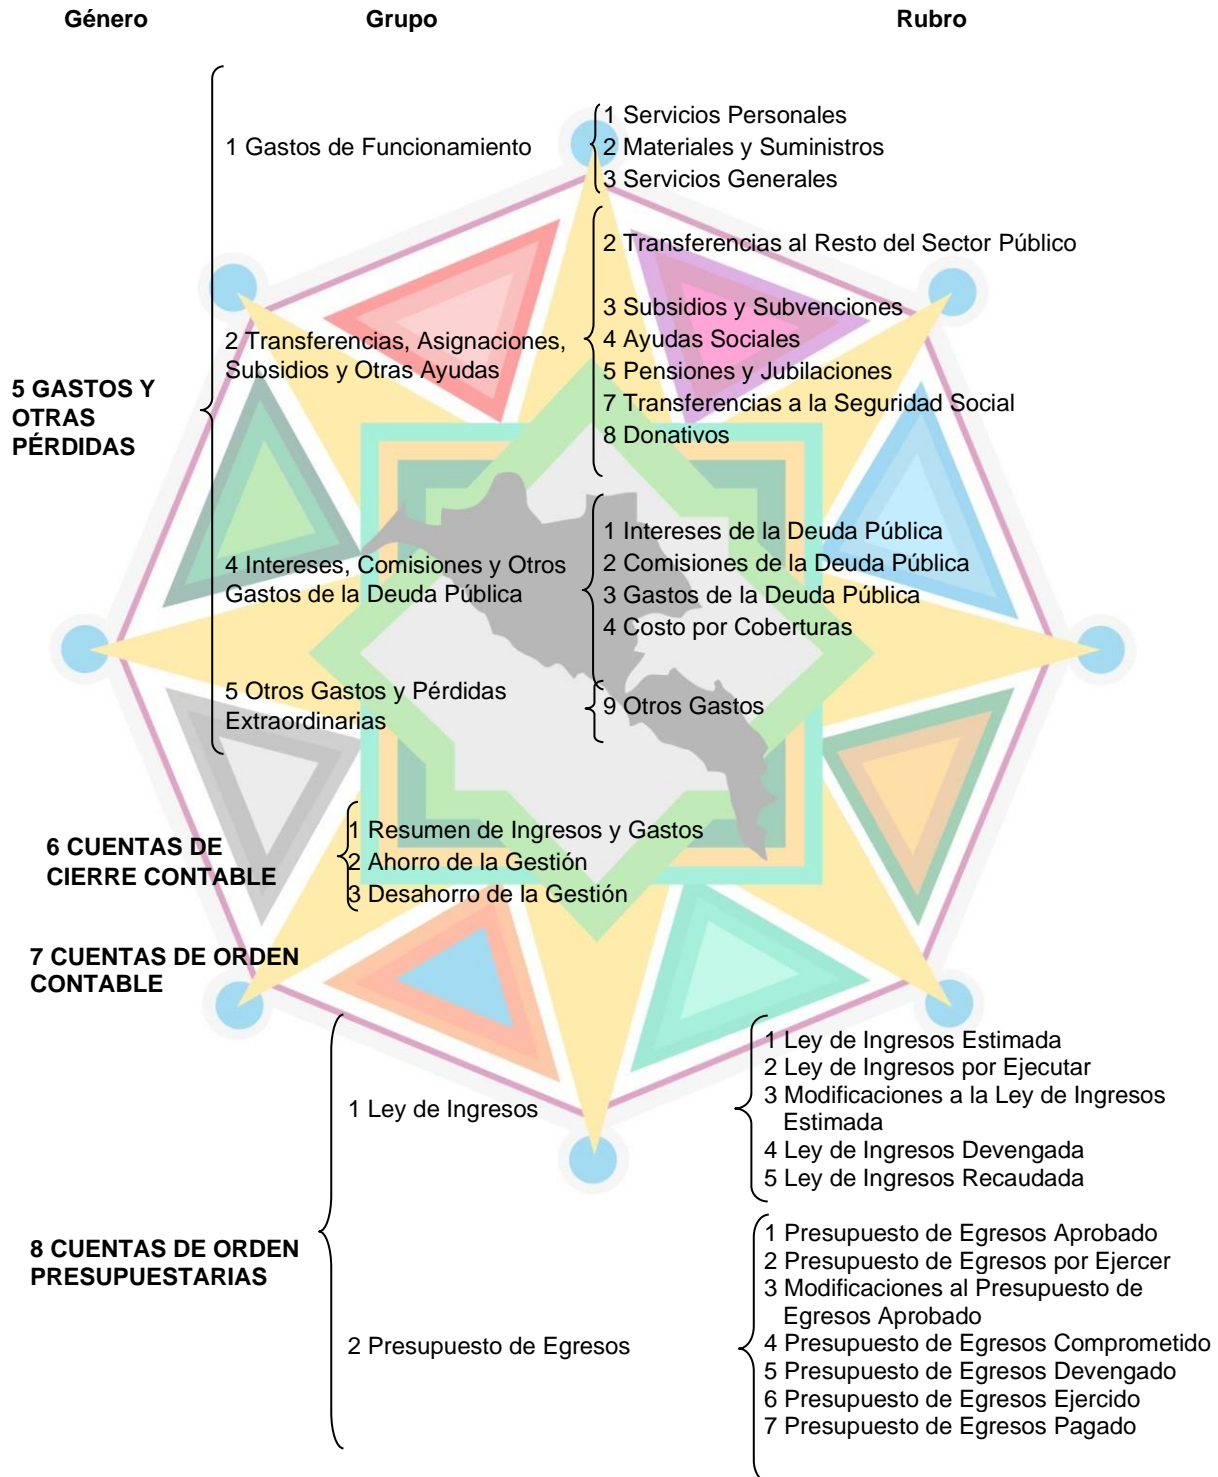 Género Grupo Rubro
5 GASTOS Y
OTRAS
PÉRDIDAS
1 Gastos de Funcionamiento
1 Servicios Personales
2 Materiales y Suministros
3 Servicios Generales
2 Transferencias, Asignaciones,
Subsidios y Otras Ayudas
2 Transferencias al Resto del Sector Público
3 Subsidios y Subvenciones
4 Ayudas Sociales
5 Pensiones y Jubilaciones
7 Transferencias a la Seguridad Social
8 Donativos
4 Intereses, Comisiones y Otros
Gastos de la Deuda Pública
1 Intereses de la Deuda Pública
2 Comisiones de la Deuda Pública
3 Gastos de la Deuda Pública
4 Costo por Coberturas
5 Otros Gastos y Pérdidas
Extraordinarias
9 Otros Gastos
6 CUENTAS DE
CIERRE CONTABLE
1 Resumen de Ingresos y Gastos
2 Ahorro de la Gestión
3 Desahorro de la Gestión
7 CUENTAS DE ORDEN
CONTABLE
8 CUENTAS DE ORDEN
PRESUPUESTARIAS
1 Ley de Ingresos
1 Ley de Ingresos Estimada
2 Ley de Ingresos por Ejecutar
3 Modificaciones a la Ley de Ingresos
Estimada
4 Ley de Ingresos Devengada
5 Ley de Ingresos Recaudada
2 Presupuesto de Egresos
1 Presupuesto de Egresos Aprobado
2 Presupuesto de Egresos por Ejercer
3 Modificaciones al Presupuesto de
Egresos Aprobado
4 Presupuesto de Egresos Comprometido
5 Presupuesto de Egresos Devengado
6 Presupuesto de Egresos Ejercido
7 Presupuesto de Egresos Pagado